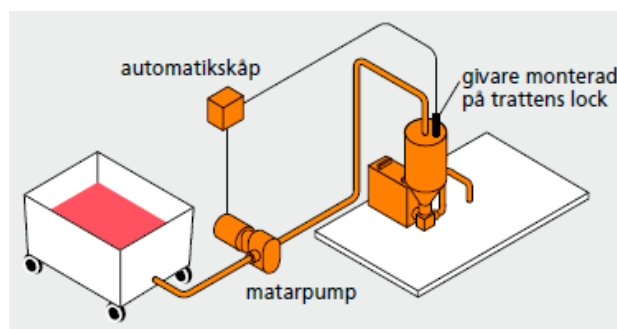 automatikskåp
givare monterad
på trattens lock
matarpump